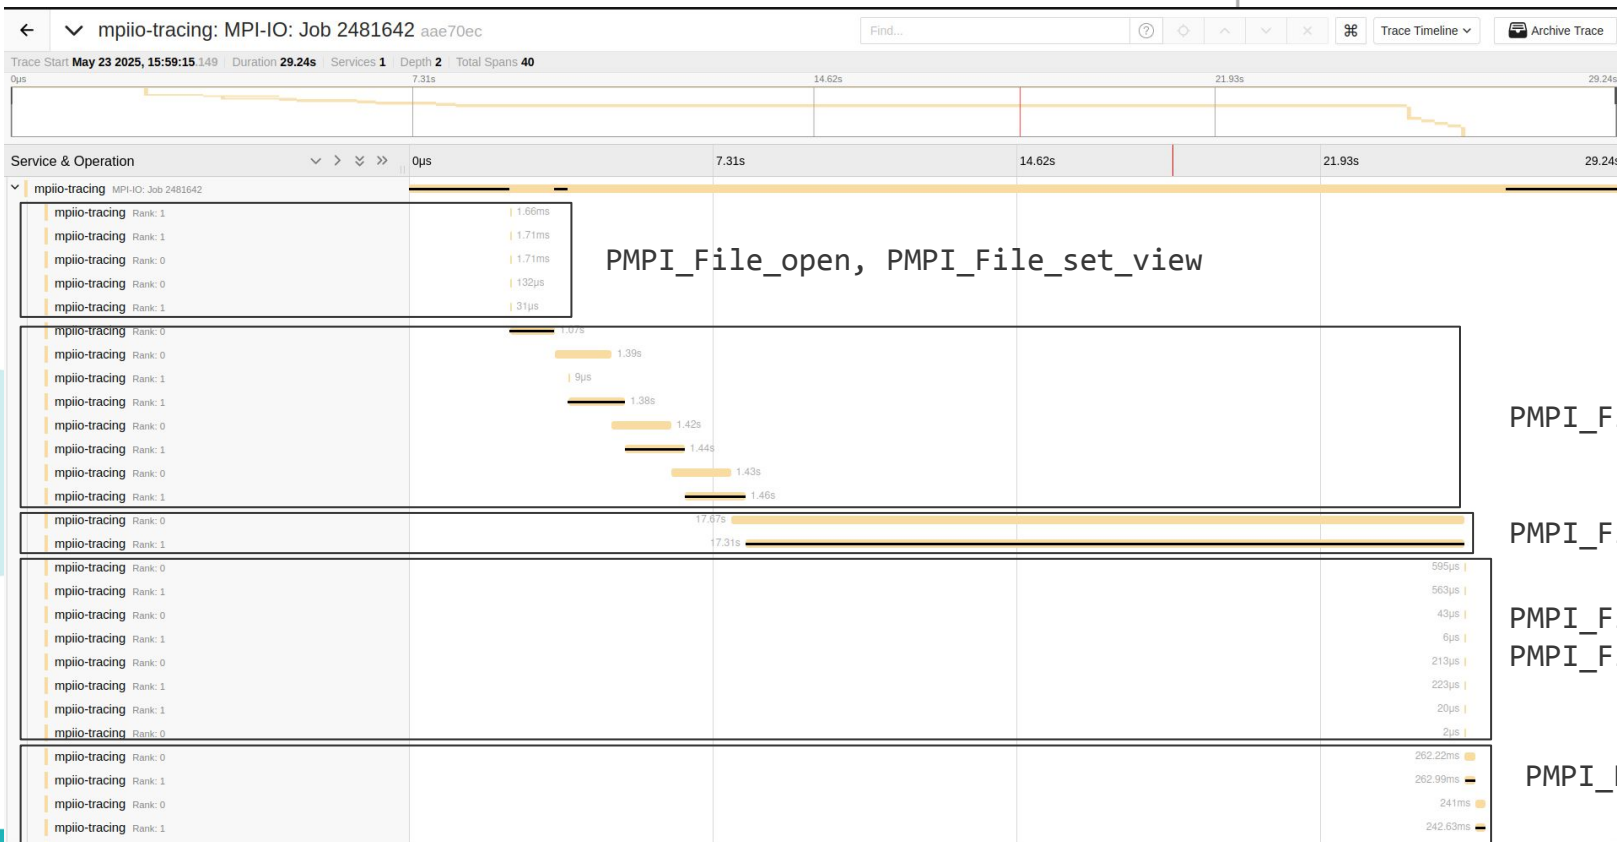 mpiio-tracing: MPI-IO: Job 2481642 aae70ec
Find...
Trace Timeline
Archive Trace
Trace Start May 23 2025, 15:59:15.149 Duration 29.24s Services 1 Depth 2 Total Spans 40
0μs 7.31s 14.62s 21.93s 29.24s
Service & Operation 0μs 7.31s 14.62s 21.93s 29.24s
mpiio-tracing MPI-IO: Job 2481642
mpiio-tracing Rank: 1 1.66ms
mpiio-tracing Rank: 1 1.71ms
mpiio-tracing Rank: 0 1.71ms
PMPI_File_open, PMPI_File_set_view
mpiio-tracing Rank: 0 132μs
mpiio-tracing Rank: 1 31μs
mpiio-tracing Rank: 0 1.07s
mpiio-tracing Rank: 0 1.39s
mpiio-tracing Rank: 1 9μs
mpiio-tracing Rank: 1 1.38s
PMPI_F
mpiio-tracing Rank: 0 1.42s
mpiio-tracing Rank: 1 1.44s
mpiio-tracing Rank: 0 1.43s
mpiio-tracing Rank: 1 1.46s
mpiio-tracing Rank: 0 17.67s
PMPI_F
mpiio-tracing Rank: 1 17.31s
mpiio-tracing Rank: 0 595μs
mpiio-tracing Rank: 1 563μs
mpiio-tracing Rank: 0 43μs
PMPI_F
mpiio-tracing Rank: 1 6μs
PMPI_F
mpiio-tracing Rank: 0 213μs
mpiio-tracing Rank: 1 223μs
mpiio-tracing Rank: 1 20μs
mpiio-tracing Rank: 0 2μs
mpiio-tracing Rank: 0 262.22ms
mpiio-tracing Rank: 1 262.99ms
PMPI_
mpiio-tracing Rank: 0 241ms
mpiio-tracing Rank: 1 242.63ms